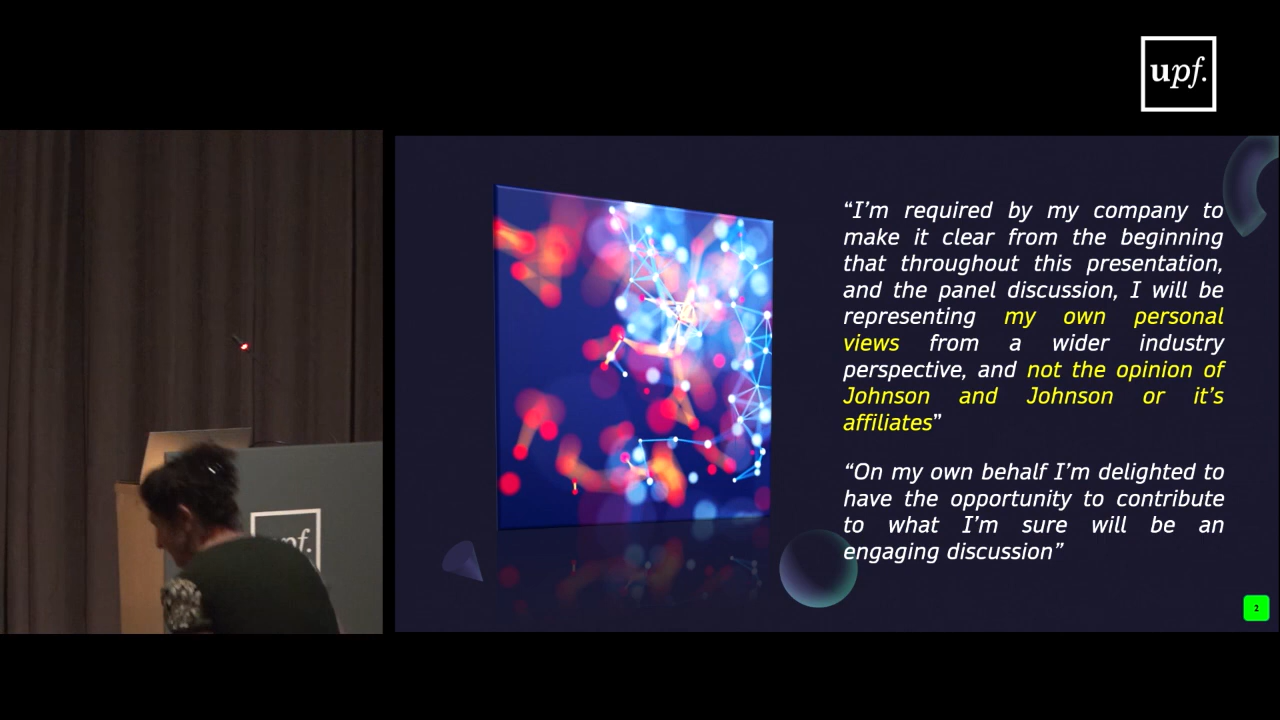 upf.
“I’m required by my company to
make it clear from the beginning
that throughout this presentation,
and the panel discussion, I will be
representing my own personal
views from a wider industry
perspective, and not the opinion of
Johnson and Johnson or it’s
affiliates”
“On my own behalf I’m delighted to
have the opportunity to contribute
to what I’m sure will be an
engaging discussion”
2
upf.